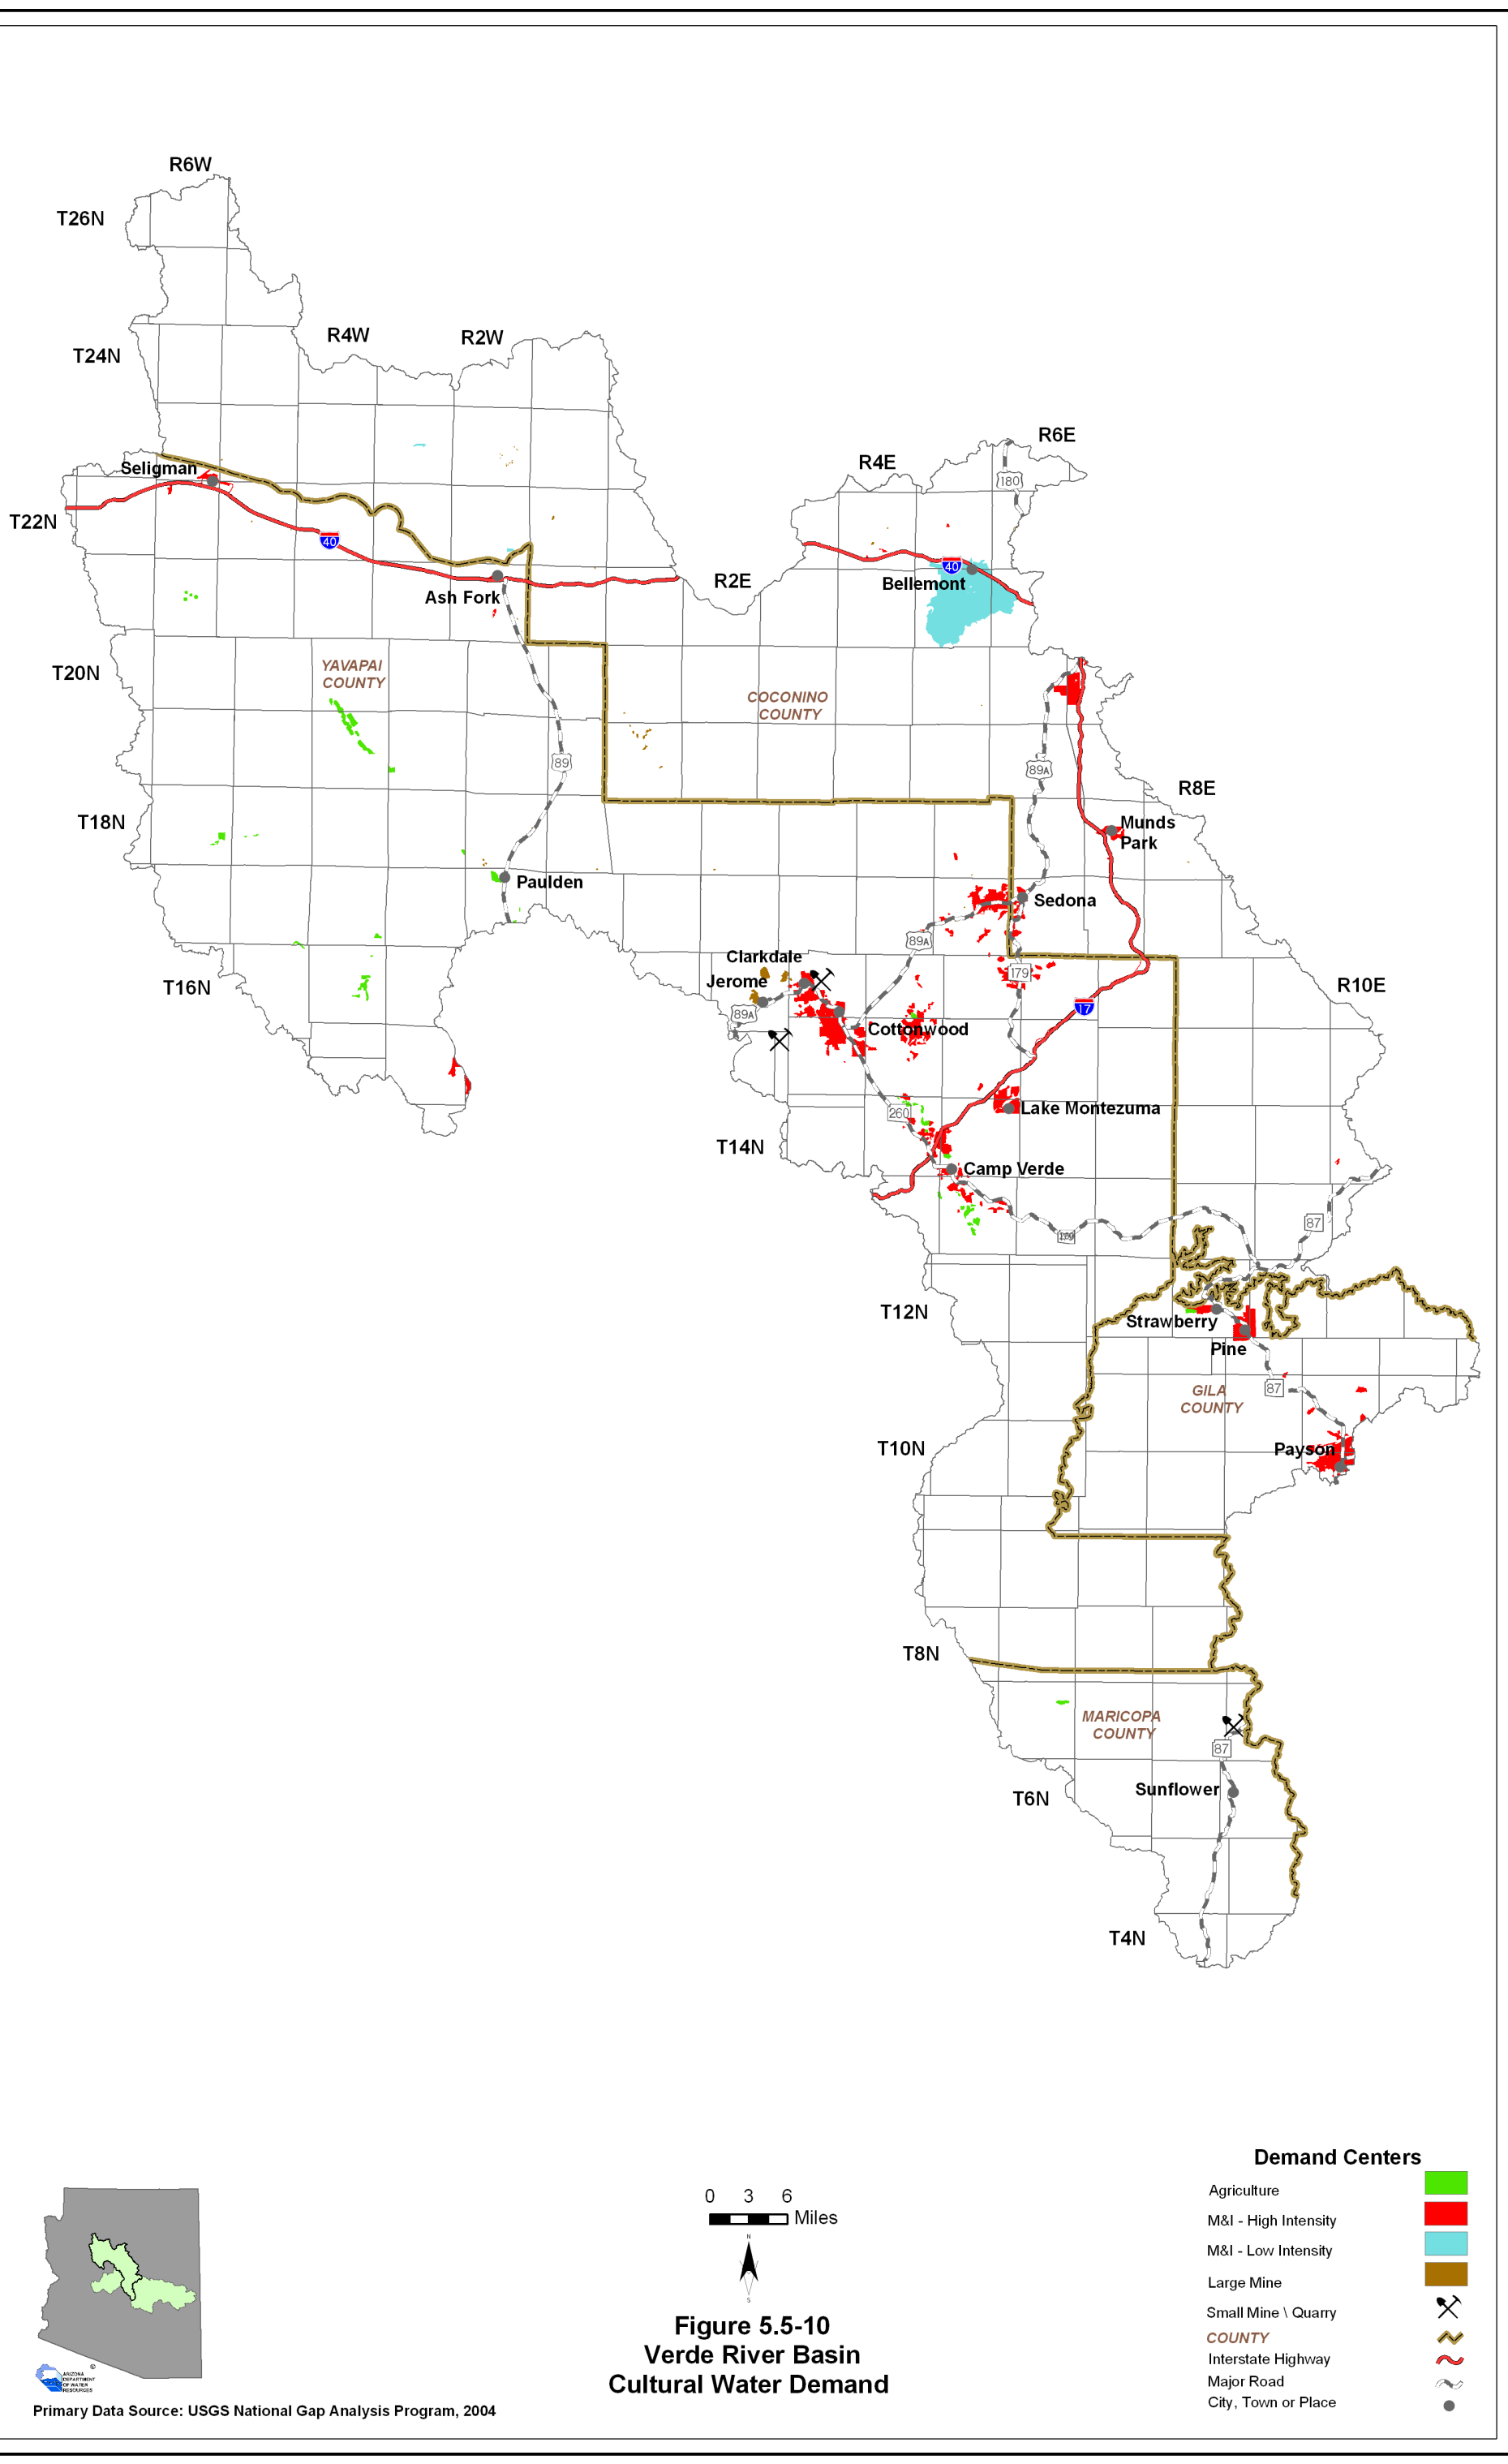 R6W
T26N
R4W
R2W
T24N
R6E
R4E
Seligman
180
T22N
40
40
Bellemont
R2E
Ash Fork
YAVAPAI
COUNTY
T20N
COCONINO
COUNTY
89
89A
R8E
T18N
Munds
Park
Paulden
Sedona
89A
Clarkdale
179
Jerome
T16N
R10E
89A
17
Cottonwood
Lake Montezuma
260
T14N
Camp Verde
87
T12N
Strawberry
Pine
87
GILA
COUNTY
T10N
Payson
T8N
MARICOPA
COUNTY
87
Sunflower
T6N
T4N
Demand Centers
Agriculture
M&I - High Intensity
M&I - Low Intensity
Large Mine
Small Mine \ Quarry
COUNTY
Interstate Highway
Major Road
City, Town or Place
0 3 6
Miles
N
S
Figure 5.5-10
Verde River Basin
Cultural Water Demand
©
ARIZONA
DEPARTMENT
OF WATER
RESOURCES
Primary Data Source: USGS National Gap Analysis Program, 2004